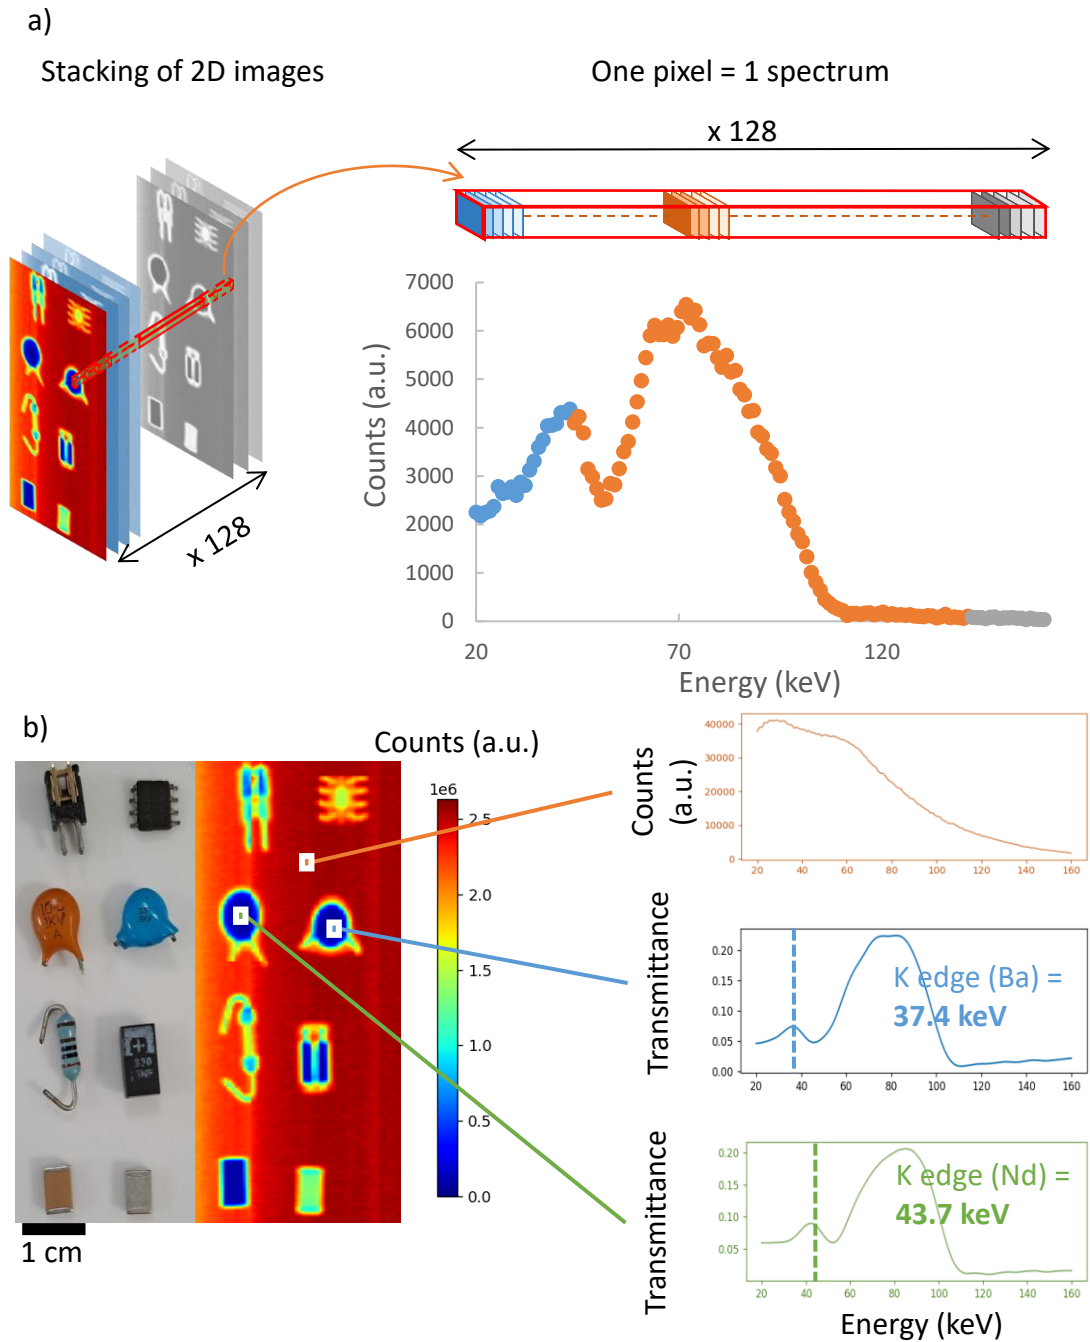 a)
Stacking of 2D images
One pixel = 1 spectrum
x 128
x 128
7000
6000
5000
4000
3000
2000
1000
0
Counts (a.u.)
20
70
120
Energy (keV)
b)
Counts (a.u.)
1e6
2.5
2.0
1.5
1.0
0.5
0.0
1KV
A
1 cm
Counts
(a.u.)
40000
30000
20000
10000
0
20 40 60 80 100 120 140 160
Transmittance
0.20
0.15
0.10
0.05
0.00
K edge (Ba) =
37.4 keV
20 40 60 80 100 120 140 160
Transmittance
0.20
0.15
0.10
0.05
K edge (Nd) =
43.7 keV
20 40 60 80 100 120 140 160
Energy (keV)